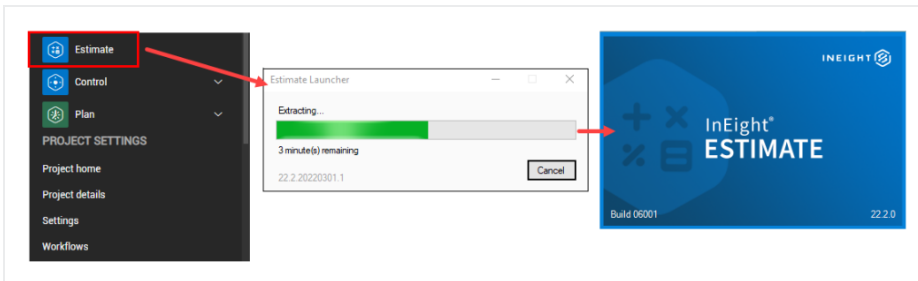 Estimate
Control
Plan
PROJECT SETTINGS
Project home
Project details
Settings
Workflows
Estimate Launcher
Extracting...
3 minute(s) remaining
22.2.20220301.1
Cancel
INEIGHT
InEight®
ESTIMATE
Build 06001
22.2.0